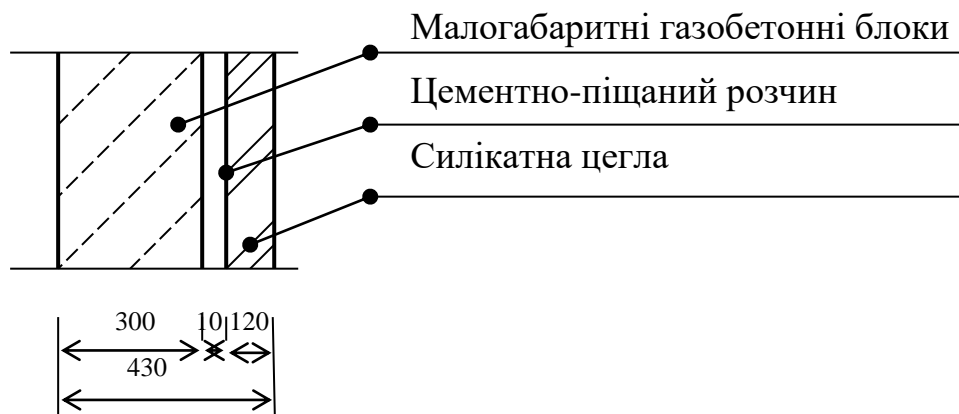 Малогабаритні газобетонні блоки
Цементно-піщаний розчин
Силікатна цегла
300 10 120
430